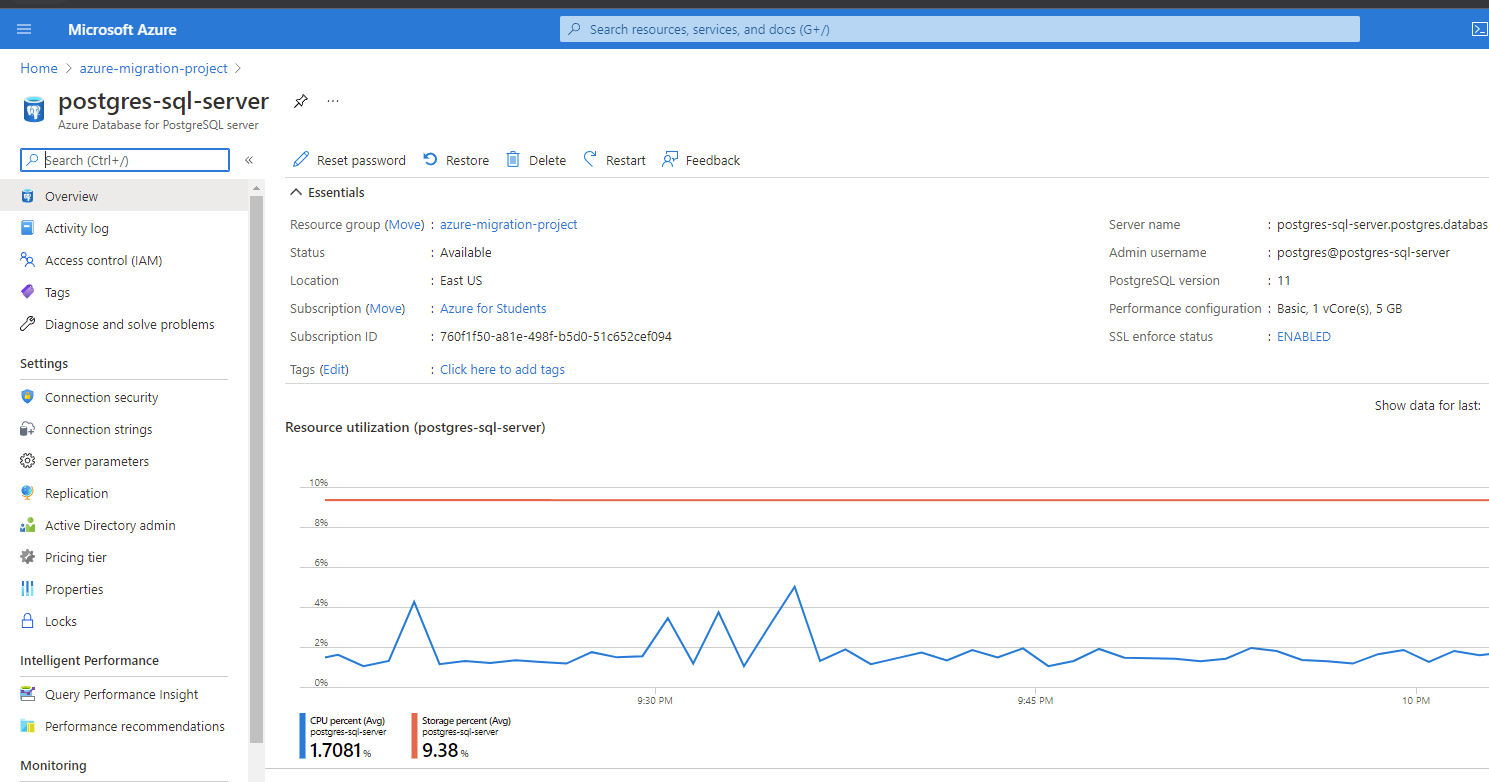 Microsoft Azure
Search resources, services, and docs (G+/)
Home > azure-migration-project >
postgres-sql-server
Azure Database for PostgreSQL server
Search (Ctrl+/)
Overview
Activity log
Access control (IAM)
Tags
Diagnose and solve problems
Settings
Connection security
Connection strings
Server parameters
Replication
Active Directory admin
Pricing tier
Properties
Locks
Intelligent Performance
Query Performance Insight
Performance recommendations
Monitoring
Reset password Restore Delete Restart Feedback
Essentials
Resource group (Move) : azure-migration-project
Status : Available
Location : East US
Subscription (Move) : Azure for Students
Subscription ID : 760f1f50-a81e-498f-b5d0-51c652cef094
Tags (Edit) : Click here to add tags
Server name : postgres-sql-server.postgres.databas
Admin username : postgres@postgres-sql-server
PostgreSQL version : 11
Performance configuration : Basic, 1 vCore(s), 5 GB
SSL enforce status : ENABLED
Show data for last:
Resource utilization (postgres-sql-server)
10%
8%
6%
4%
2%
0%
9:30 PM 9:45 PM 10 PM
CPU percent (Avg)
postgres-sql-server
1.7081 %
Storage percent (Avg)
postgres-sql-server
9.38 %